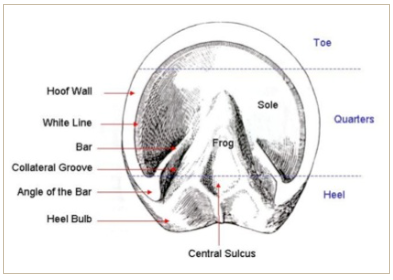 Toe
Hoof Wall
Sole
White Line
Quarters
Bar
Frog
Collateral Groove
Angle of the Bar
Heel
Heel Bulb
Central Sulcus